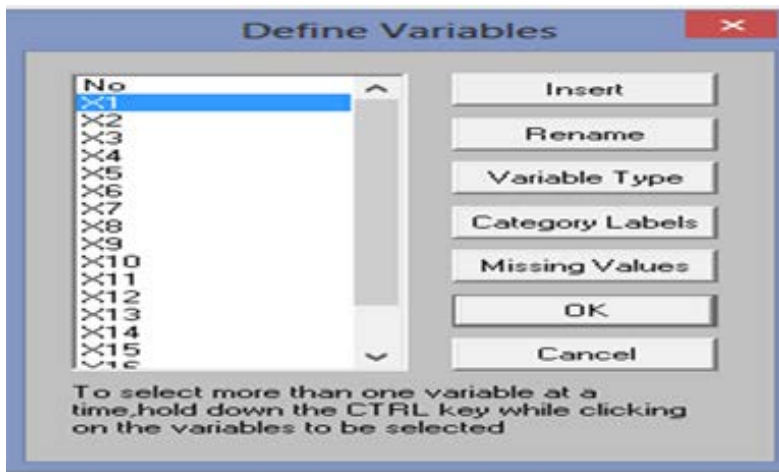 Define Variables
No
X1
X2
X3
X4
X5
X6
X7
X8
X9
X10
X11
X12
X13
X14
X15
Insert
Rename
Variable Type
Category Labels
Missing Values
OK
Cancel
To select more than one variable at a
time,hold down the CTRL key while clicking
on the variables to be selected